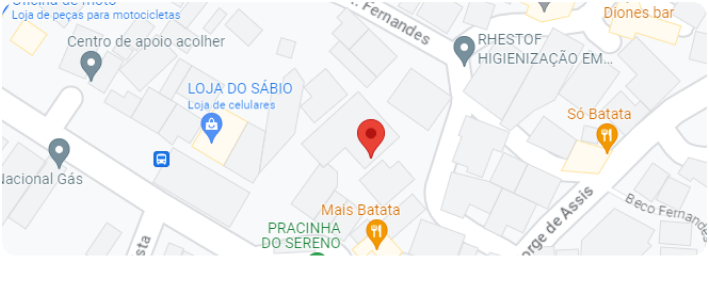 Oficina de moto
Loja de peças para motocicletas
Fernandes
Diones bar
Centro de apoio acolher
RHESTOF
HIGIENIZAÇÃO EM...
LOJA DO SÁBIO
Loja de celulares
Só Batata
Nacional Gás
Mais Batata
Beco Fernandes
PRACINHA
DO SERENO
orge de Assis
sta